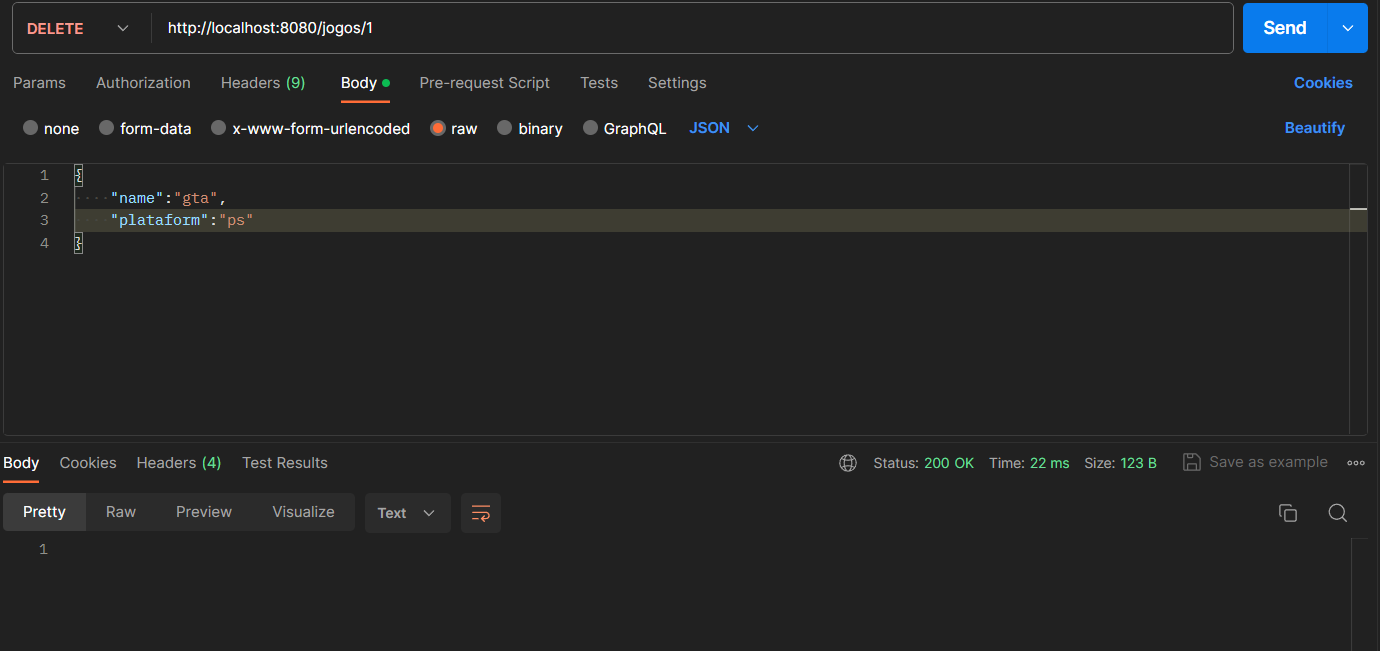 DELETE http://localhost:8080/jogos/1 Send
Params Authorization Headers (9) Body Pre-request Script Tests Settings Cookies
none form-data x-www-form-urlencoded raw binary GraphQL JSON Beautify
1 {
2 "name":"gta",
3 "plataform":"ps"
4 }
Body Cookies Headers (4) Test Results Status: 200 OK Time: 22 ms Size: 123 B Save as example
Pretty Raw Preview Visualize Text
1